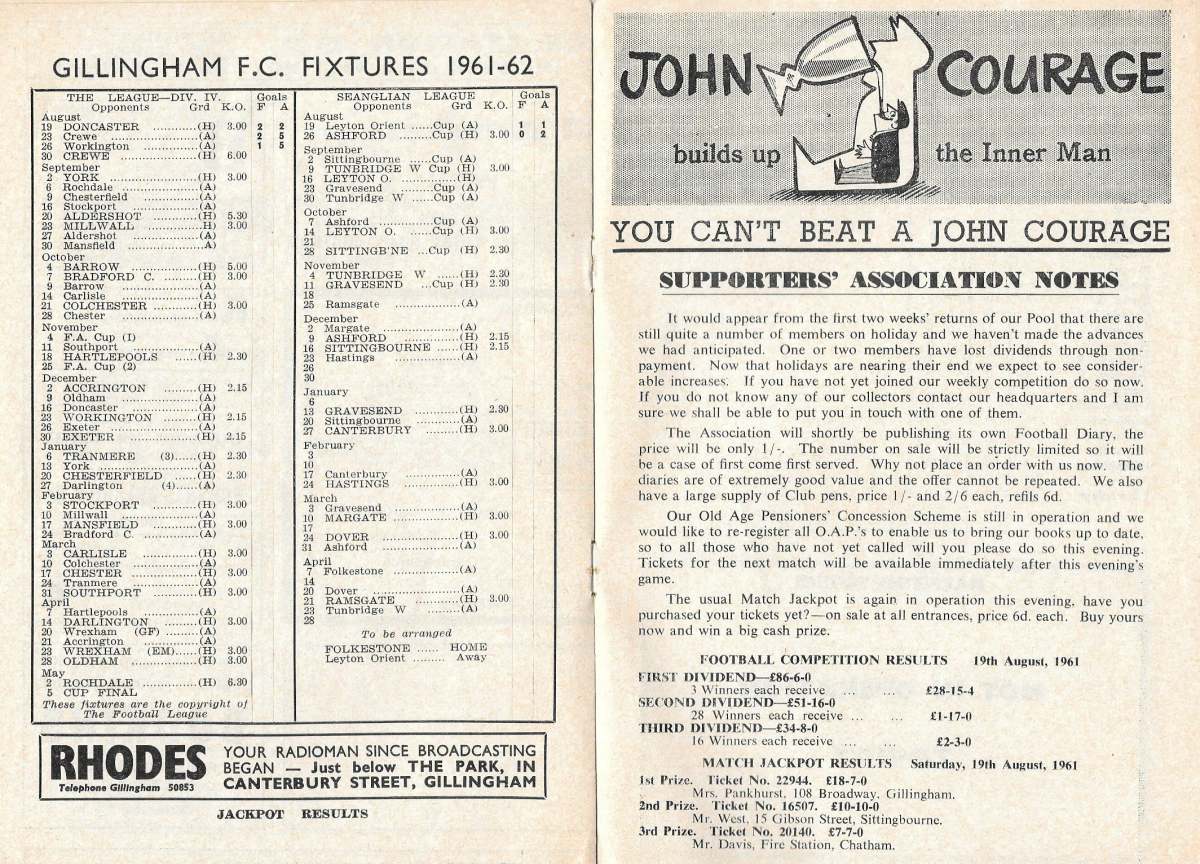 GILLINGHAM F.C. FIXTURES 1961-62
THE LEAGUE—DIV. IV. Goals
Opponents Grd K.O. F A
August
19 DONCASTER ............(H) 3.00 2 2
23 Crewe ....................(A) 2 5
26 Workington ..............(A) 1 5
30 CREWE ..................(H) 6.00
September
2 YORK ....................(H) 3.00
6 Rochdale ................(A)
9 Chesterfield ..............(A)
16 Stockport ................(A)
20 ALDERSHOT ............(H) 5.30
23 MILLWALL ..............H) 3.00
27 Aldershot ................(A)
30 Mansfield ................A)
October
4 BARROW ................(H) 5.00
7 BRADFORD C. ..........(H) 3.00
9 Barrow ..................(A)
14 Carlisle ..................(A)
21 COLCHESTER ..........(H) 3.00
28 Chester ..................(A)
November
4 F.A. Cup (1)
11 Southport ................(A)
18 HARTLEPOOLS ......(H) 2.30
25 F.A. Cup (2)
December
2 ACCRINGTON .........(H) 2.15
9 Oldham ..................(A)
16 Doncaster ................(A)
23 WORKINGTON ..........(H) 2.15
26 Exeter ....................(A)
30 EXETER ................(H) 2.15
January
6 TRANMERE (3)......(H) 2.30
13 York ....................(A)
20 CHESTERFIELD ......(H) 2.30
27 Darlington (4)......(A)
February
3 STOCKPORT ............(H) 3.00
10 Millwall ..................(A)
17 MANSFIELD ............(H) 3.00
24 Bradford C. ..............(A)
March
3 CARLISLE ..............(H) 3.00
10 Colchester ................(A)
17 CHESTER ................(H) 3.00
24 Tranmere ................(A)
31 SOUTHPORT ............(H) 3.00
April
7 Hartlepools ..............(A)
14 DARLINGTON ..........(H) 3.00
20 Wrexham (GF) .........(A)
21 Accrington ..............(A)
23 WREXHAM (EM)......(H) 3.00
28 OLDHAM ................(H) 3.00
May
2 ROCHDALE ..............(H) 6.30
5 CUP FINAL
These fixtures are the copyright of
The Football League
SEANGLIAN LEAGUE Goals
Opponents Grd K.O. F A
August
19 Leyton Orient ......Cup (A) 1 1
26 ASHFORD .........Cup (H) 3.00 0 2
September
2 Sittingbourne ......Cup (A)
9 TUNBRIDGE W Cup (H) 3.00
16 LEYTON O. ..............(H)
23 Gravesend .........Cup (A)
30 Tunbridge W ......Cup (A)
October
7 Ashford ............Cup (A)
14 LEYTON O. ......Cup (H) 3.00
21
28 SITTINGB'NE ...Cup (H) 2.30
November
4 TUNBRIDGE W ......(H) 2.30
11 GRAVESEND ...Cup (H) 2.30
18
25 Ramsgate ................(A)
December
2 Margate ..................(A)
9 ASHFORD ..............(H) 2.15
16 SITTINGBOURNE .....(H) 2.15
23 Hastings ................(A)
26
30
January
6
13 GRAVESEND ............(H) 2.30
20 Sittingbourne ............(A)
27 CANTERBURY .........(H) 3.00
February
3
10
17 Canterbury ..............(A)
24 HASTINGS ..............(H) 3.00
March
3 Gravesend ................(A)
10 MARGATE ..............(H) 3.00
17
24 DOVER ..................(H) 3.00
31 Ashford ..................(A)
April
7 Folkestone ..............(A)
14
20 Dover ....................(A)
21 RAMSGATE ............(H) 3.00
23 Tunbridge W ..........(A)
28
To be arranged
FOLKESTONE ...... HOME
Leyton Orient ........ Away
RHODES
Telephone Gillingham 50853
YOUR RADIOMAN SINCE BROADCASTING
BEGAN — Just below THE PARK, IN
CANTERBURY STREET, GILLINGHAM
JACKPOT RESULTS
JOHN COURAGE
builds up the Inner Man
YOU CAN'T BEAT A JOHN COURAGE
SUPPORTERS' ASSOCIATION NOTES
It would appear from the first two weeks' returns of our Pool that there are
still quite a number of members on holiday and we haven't made the advances
we had anticipated. One or two members have lost dividends through non-
payment. Now that holidays are nearing their end we expect to see consider-
able increases. If you have not yet joined our weekly competition do so now.
If you do not know any of our collectors contact our headquarters and I am
sure we shall be able to put you in touch with one of them.
The Association will shortly be publishing its own Football Diary, the
price will be only 1/-. The number on sale will be strictly limited so it will
be a case of first come first served. Why not place an order with us now. The
diaries are of extremely good value and the offer cannot be repeated. We also
have a large supply of Club pens, price 1/- and 2/6 each, refils 6d.
Our Old Age Pensioners' Concession Scheme is still in operation and we
would like to re-register all O.A.P.'s to enable us to bring our books up to date,
so to all those who have not yet called will you please do so this evening.
Tickets for the next match will be available immediately after this evening's
game.
The usual Match Jackpot is again in operation this evening, have you
purchased your tickets yet?—on sale at all entrances, price 6d. each. Buy yours
now and win a big cash prize.
FOOTBALL COMPETITION RESULTS 19th August, 1961
FIRST DIVIDEND—£86-6-0
3 Winners each receive ... ... £28-15-4
SECOND DIVIDEND—£51-16-0
28 Winners each receive ... ... £1-17-0
THIRD DIVIDEND—£34-8-0
16 Winners each receive ... ... £2-3-0
MATCH JACKPOT RESULTS Saturday, 19th August, 1961
1st Prize. Ticket No. 22944. £18-7-0
Mrs. Pankhurst, 108 Broadway, Gillingham.
2nd Prize. Ticket No. 16507. £10-10-0
Mr. West, 15 Gibson Street, Sittingbourne.
3rd Prize. Ticket No. 20140. £7-7-0
Mr. Davis, Fire Station, Chatham.